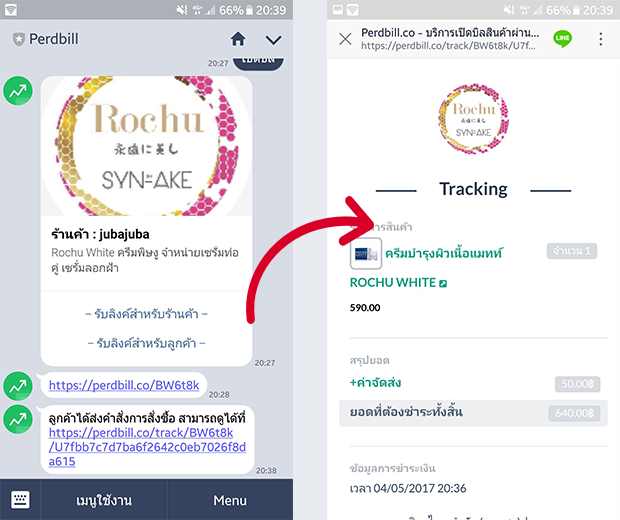 66% 20:39
Perdbill
20:27
เปิดบิล
Rochu
永遠に美し
SYN-AKE
ร้านค้า : jubajuba
Rochu White ครีมพิษงู จำหน่ายเซรั่มท่อ
คู่ เซรั่มลอกฝ้า
– รับลิงค์สำหรับร้านค้า –
– รับลิงค์สำหรับลูกค้า –
20:27
https://perdbill.co/BW6t8k
20:28
ลูกค้าได้ส่งคำสั่งการสั่งซื้อ สามารถดูได้ที่
https://perdbill.co/track/BW6t8k
/U7fbb7c7d7ba6f2642c0eb7026f8d
a615
20:38
เมนูใช้งาน
Menu
66% 20:39
Perdbill.co - บริการเปิดบิลสินค้าผ่าน...
https://perdbill.co/track/BW6t8k/U7f...
LINE
Rochu
永遠に美し
SYN-AKE
Tracking
การสินค้า
ครีมบำรุงผิวเนื้อแมทท์
จำนวน 1
ROCHU WHITE
590.00
สรุปยอด
+ค่าจัดส่ง
50.00฿
ยอดที่ต้องชำระทั้งสิ้น
640.00฿
ข้อมูลการชำระเงิน
เวลา 04/05/2017 20:36